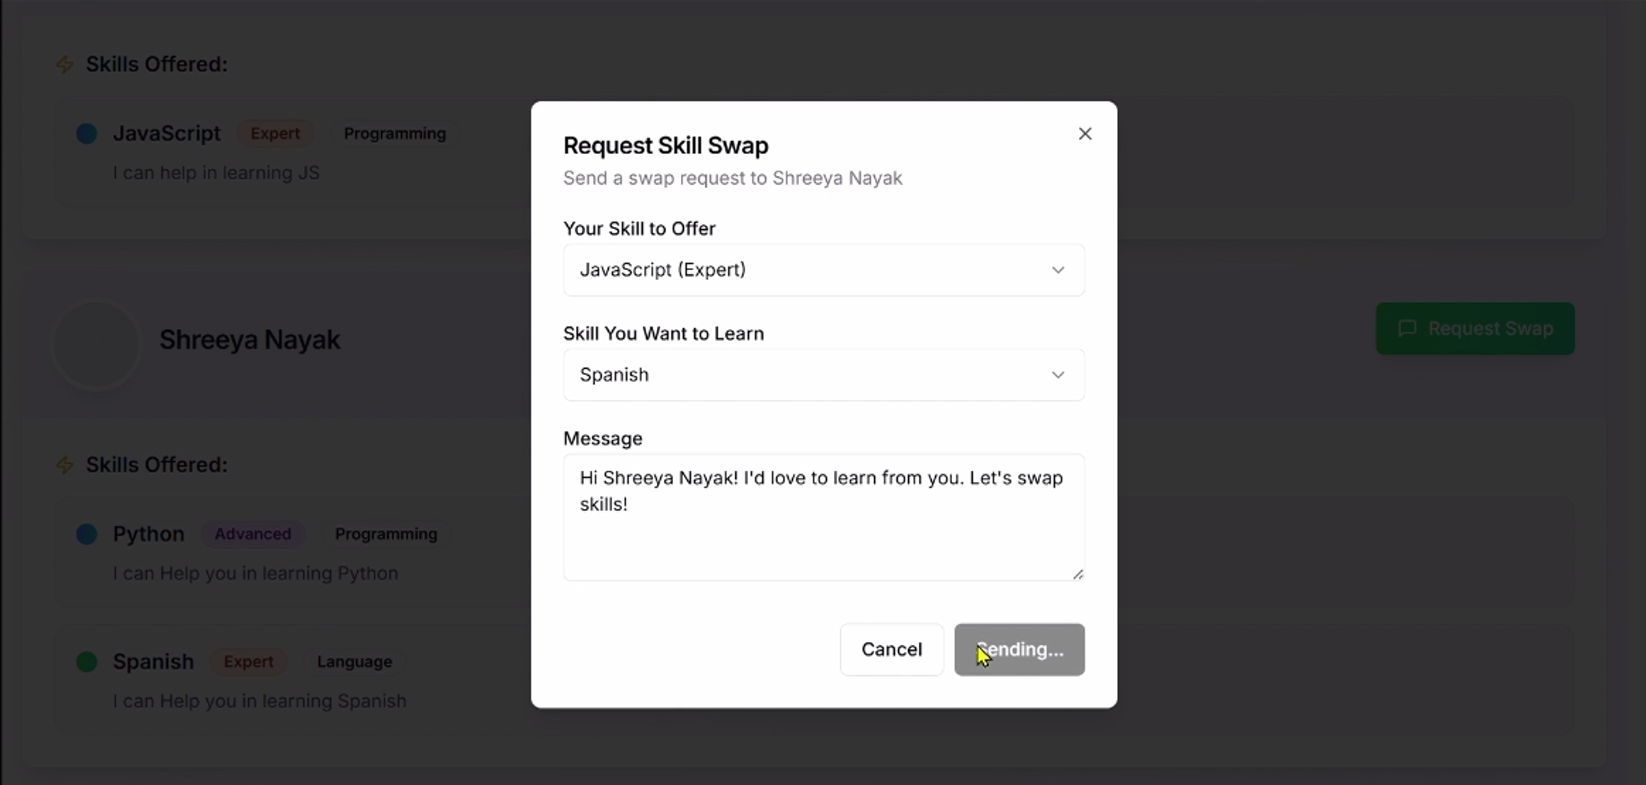 Skills Offered:
JavaScript Expert Programming
I can help in learning JS
Shreeya Nayak
Request Swap
Skills Offered:
Python Advanced Programming
I can Help you in learning Python
Spanish Expert Language
I can Help you in learning Spanish
Request Skill Swap
Send a swap request to Shreeya Nayak
Your Skill to Offer
JavaScript (Expert)
Skill You Want to Learn
Spanish
Message
Hi Shreeya Nayak! I'd love to learn from you. Let's swap
skills!
Cancel
Sending...